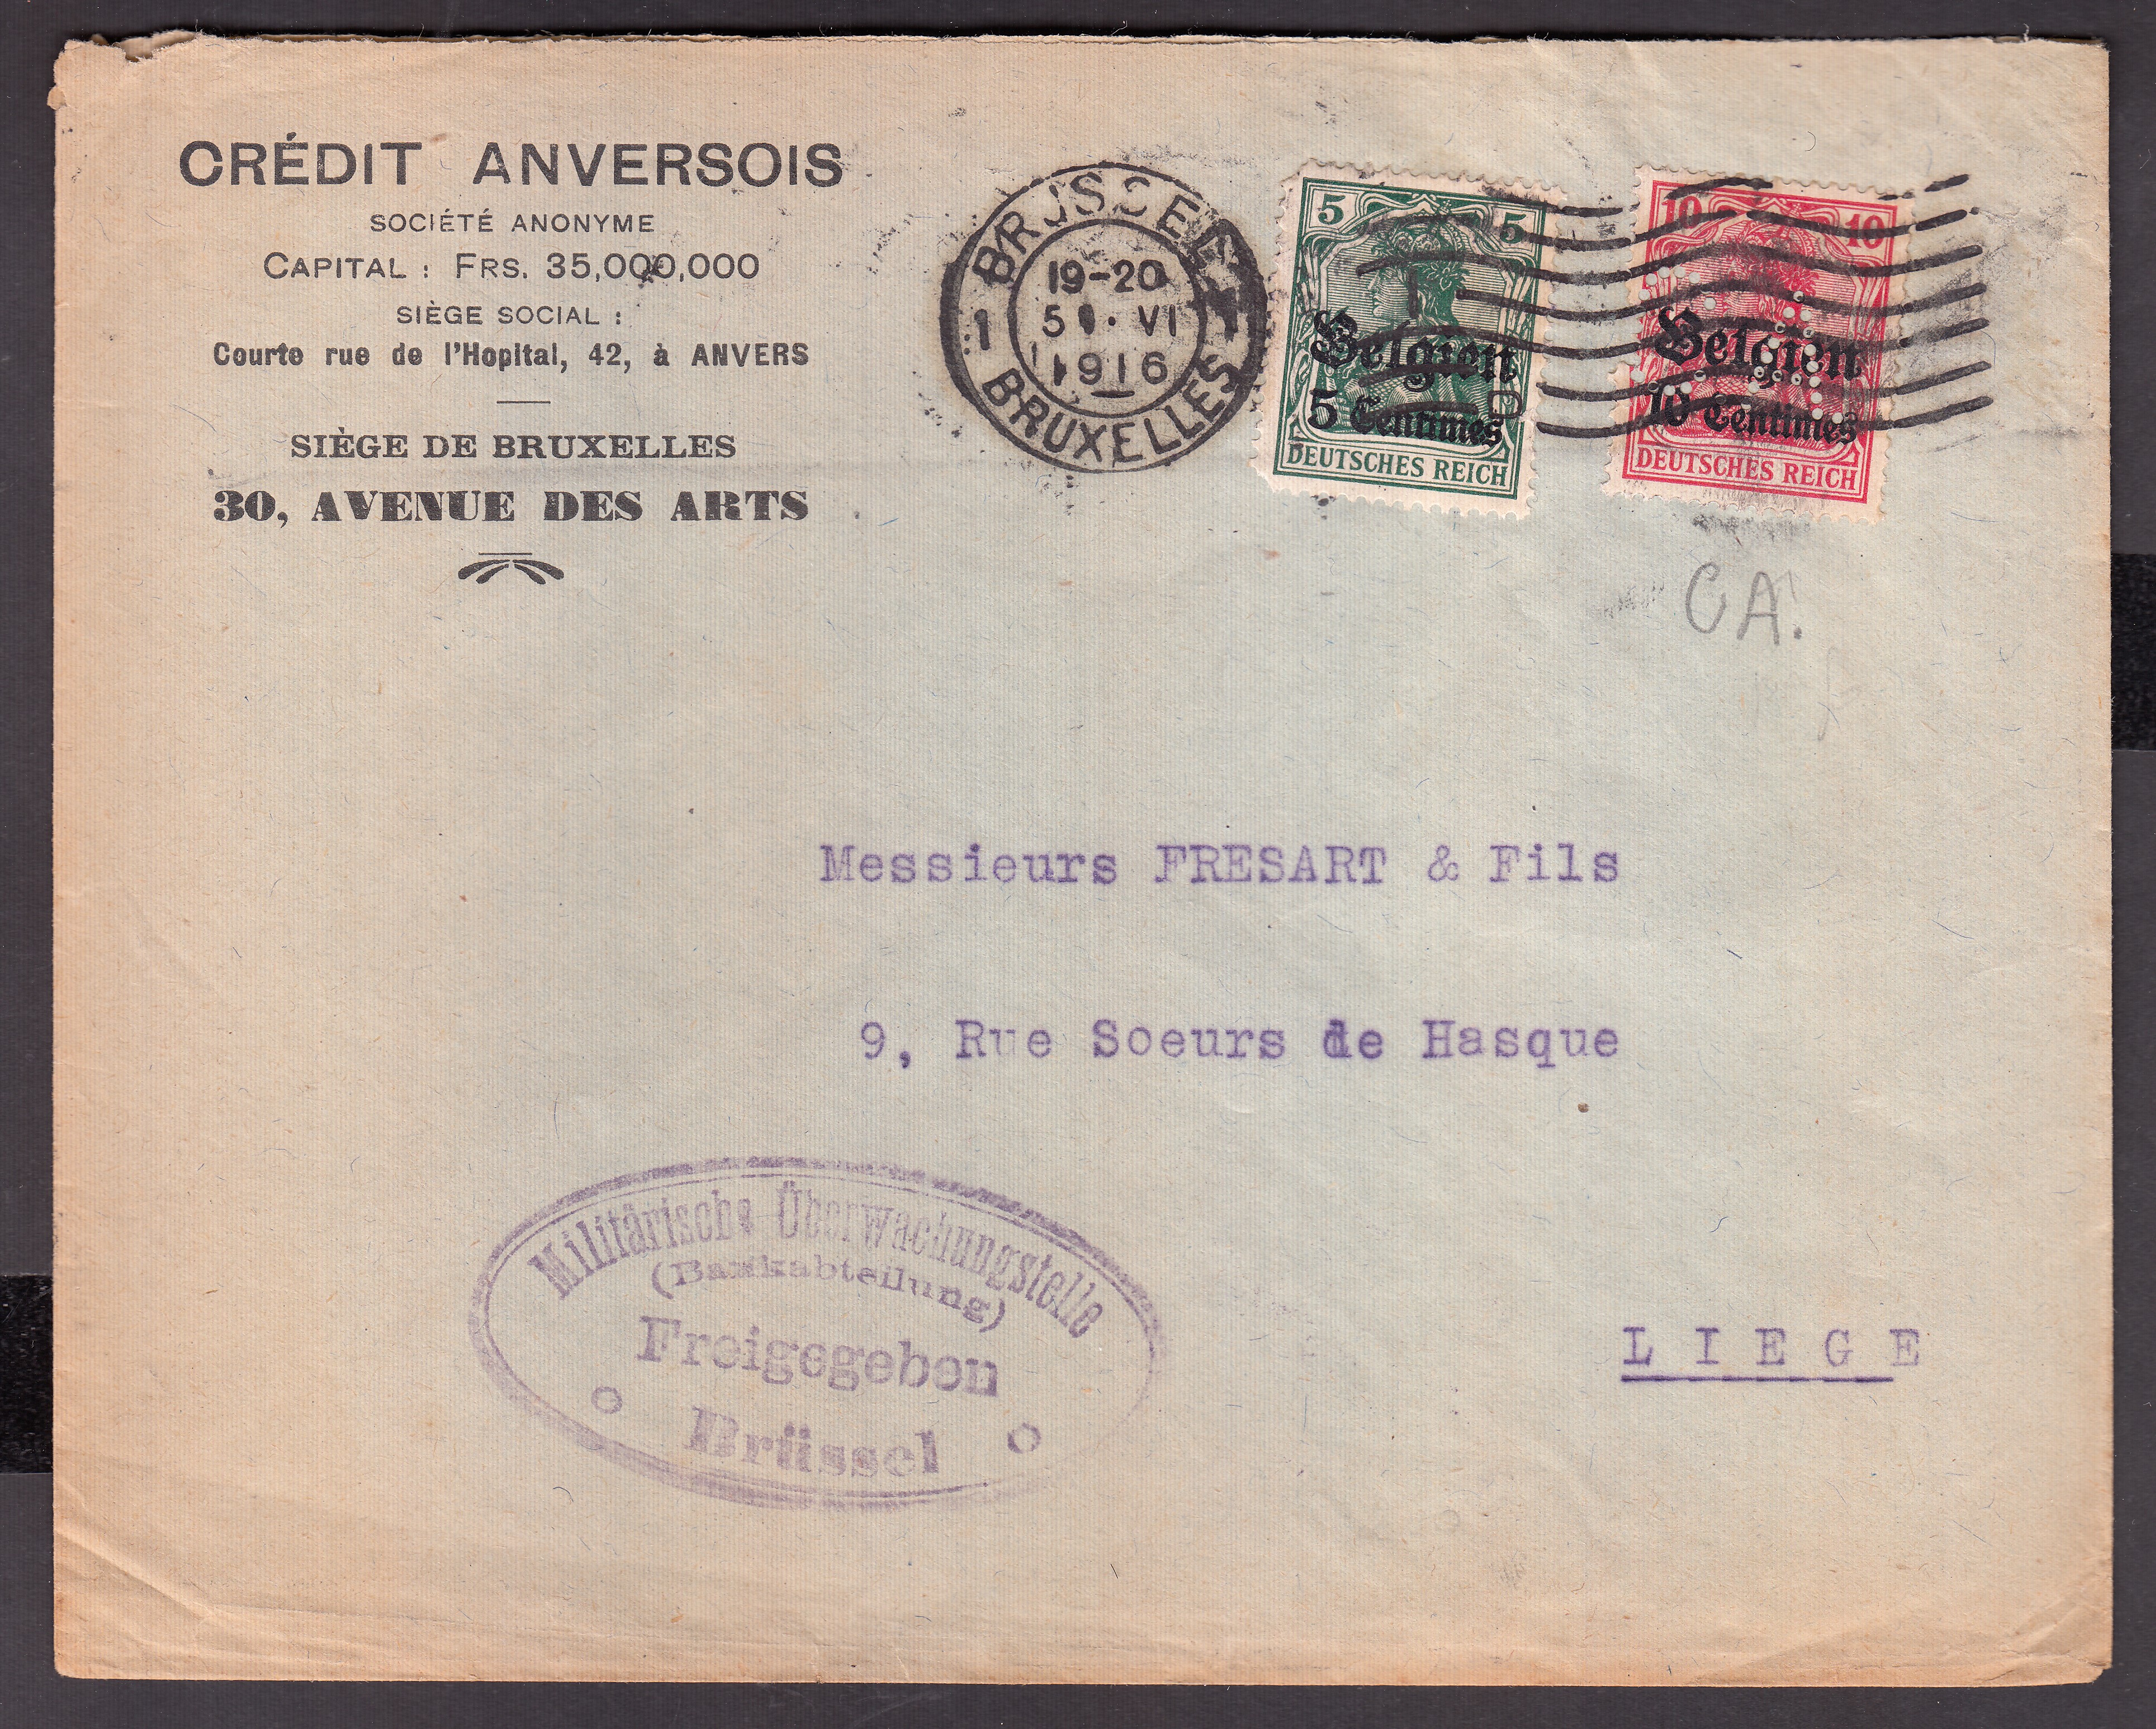 CRÉDIT ANVERSOIS
SOCIÉTÉ ANONYME
CAPITAL : FRS. 35,000,000
SIÈGE SOCIAL :
Courte rue de l'Hopital, 42, à ANVERS
SIÈGE DE BRUXELLES
30, AVENUE DES ARTS
BRUSSEL
19-20
VI
1916
1 1
BRUXELLES
5 5
Belgien
5 Centimes
DEUTSCHES REICH
10 10
Belgien
10 Centimes
DEUTSCHES REICH
CA.
Messieurs FRESART & Fils
9, Rue Soeurs de Hasque
LIEGE
Militärische Überwachungstelle
(Bankabteilung)
Freigegeben
Brüssel